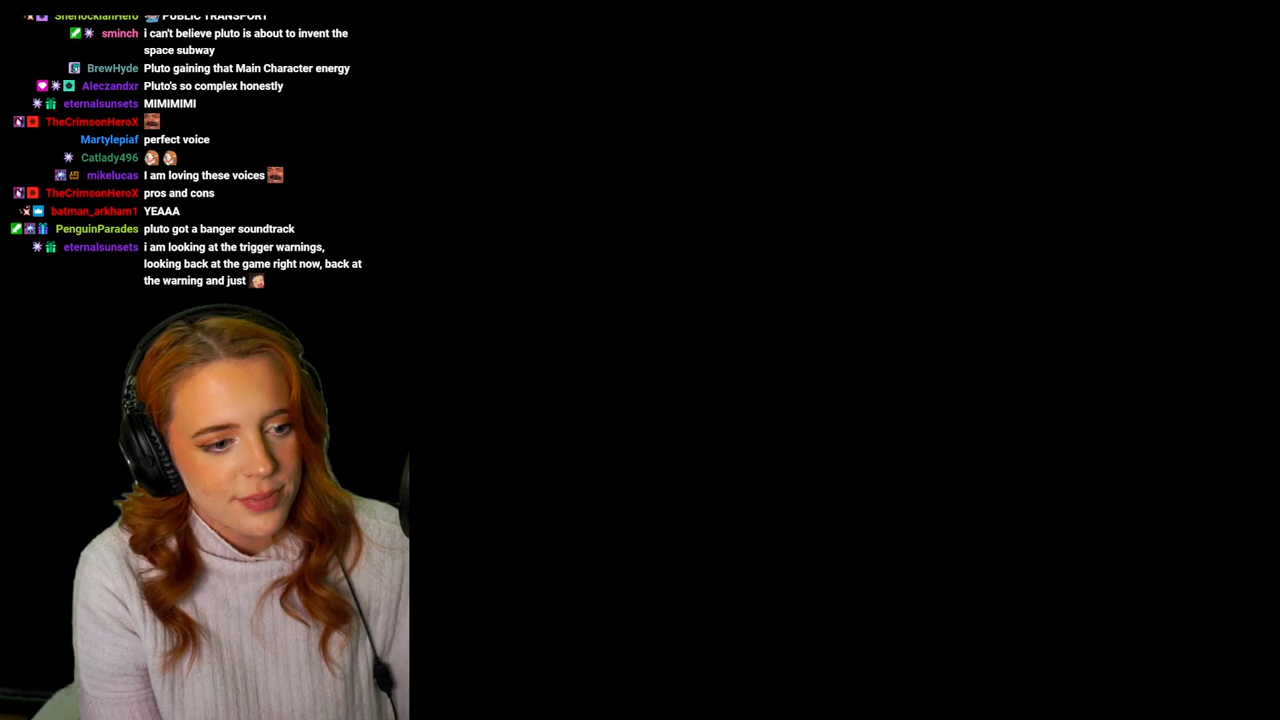 SherlockianHero PUBLIC TRANSPORT
sminch i can't believe pluto is about to invent the
space subway
BrewHyde Pluto gaining that Main Character energy
Aleczandxr Pluto's so complex honestly
eternalsunsets MIMIMIMI
TheCrimsonHeroX
Martylepiaf perfect voice
Catlady496
mikelucas I am loving these voices
TheCrimsonHeroX pros and cons
batman_arkham1 YEAAA
PenguinParades pluto got a banger soundtrack
eternalsunsets i am looking at the trigger warnings,
looking back at the game right now, back at
the warning and just